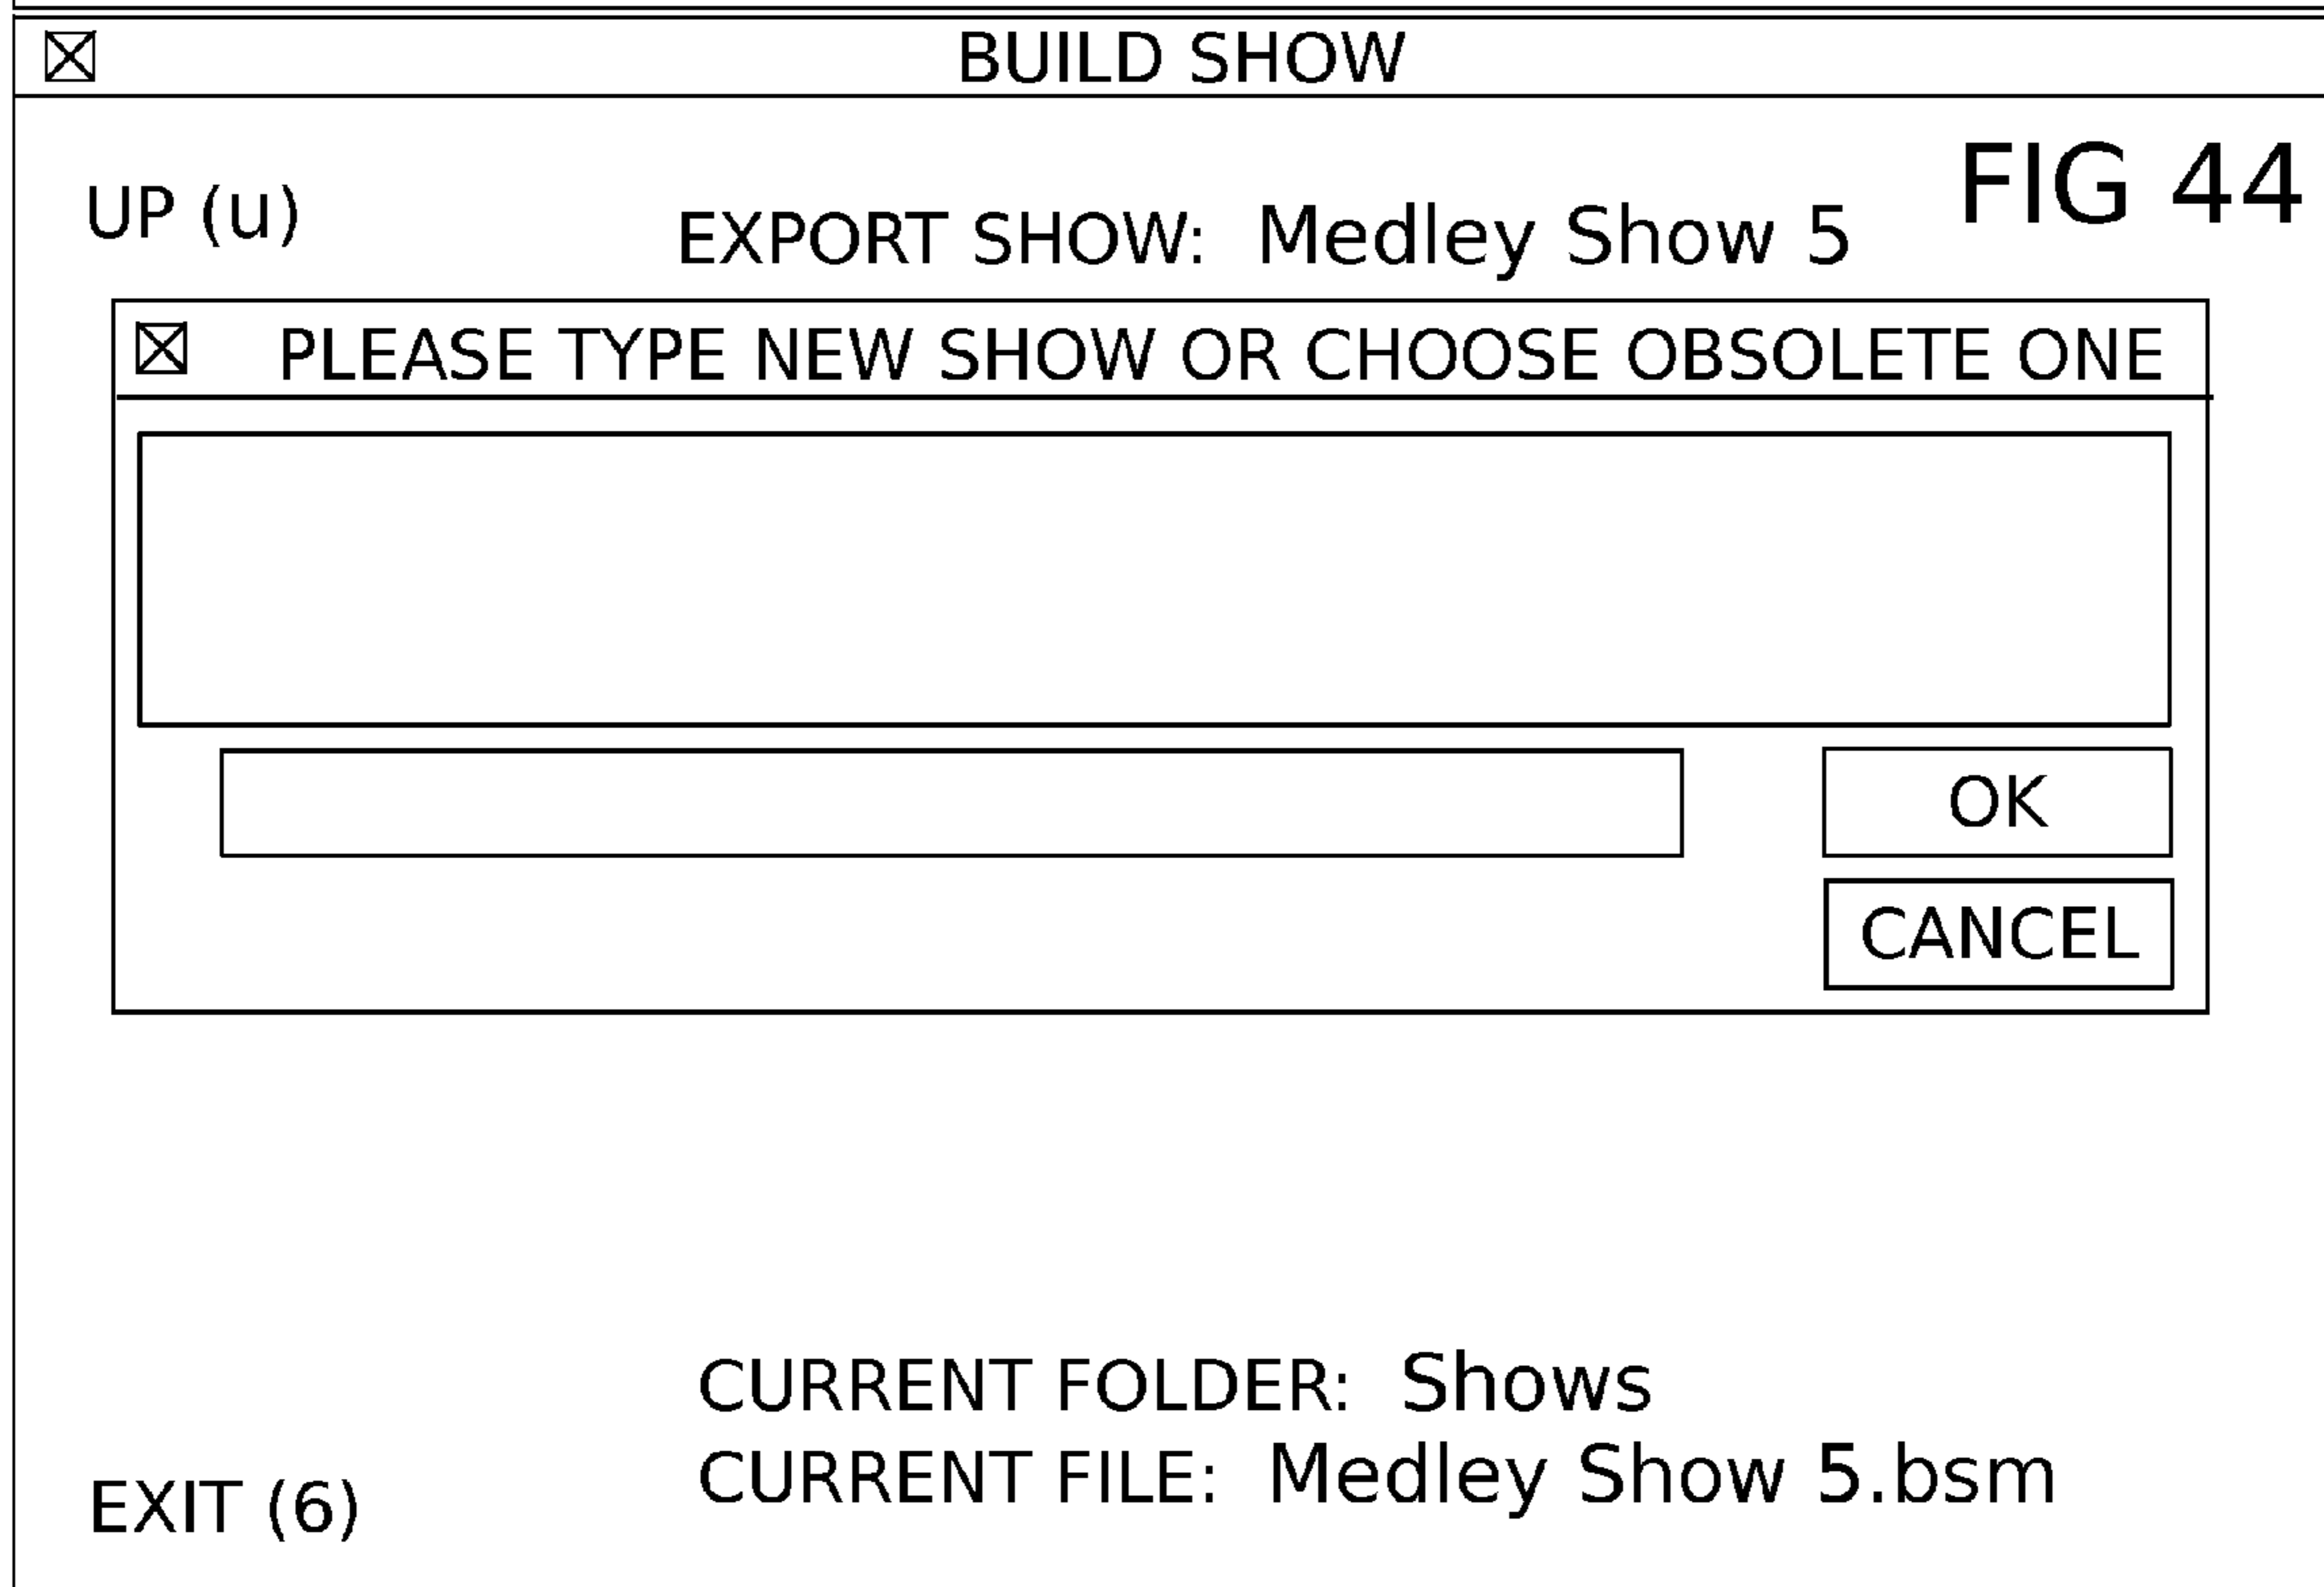 BUILD SHOW
FIG 44
UP (u)
EXPORT SHOW: Medley Show 5
PLEASE TYPE NEW SHOW OR CHOOSE OBSOLETE ONE
OK
CANCEL
CURRENT FOLDER: Shows
CURRENT FILE: Medley Show 5.bsm
EXIT (6)